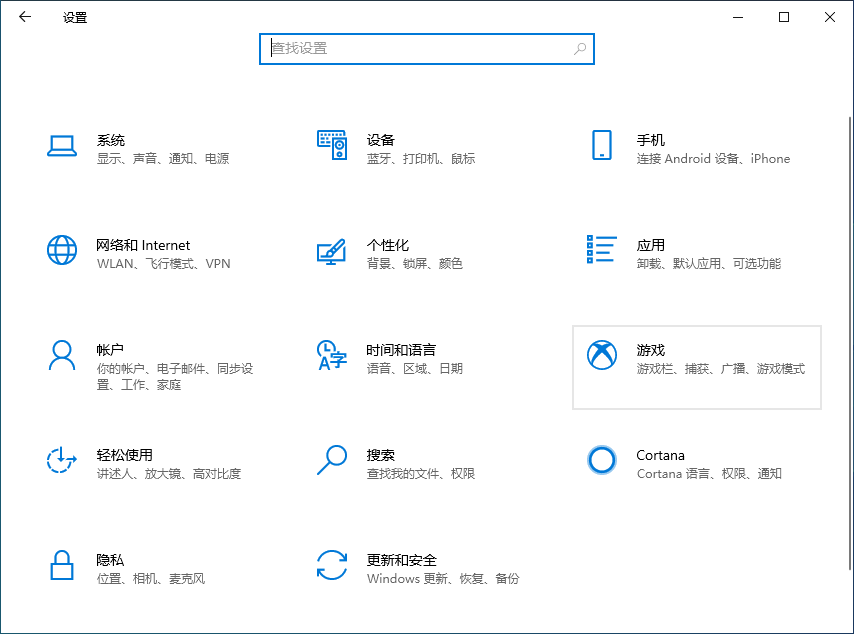 设置
查找设置
系统
显示、声音、通知、电源
设备
蓝牙、打印机、鼠标
手机
连接 Android 设备、iPhone
网络和 Internet
WLAN、飞行模式、VPN
个性化
背景、锁屏、颜色
应用
卸载、默认应用、可选功能
帐户
你的帐户、电子邮件、同步设
置、工作、家庭
时间和语言
语音、区域、日期
游戏
游戏栏、捕获、广播、游戏模式
轻松使用
讲述人、放大镜、高对比度
搜索
查找我的文件、权限
Cortana
Cortana 语言、权限、通知
隐私
位置、相机、麦克风
更新和安全
Windows 更新、恢复、备份